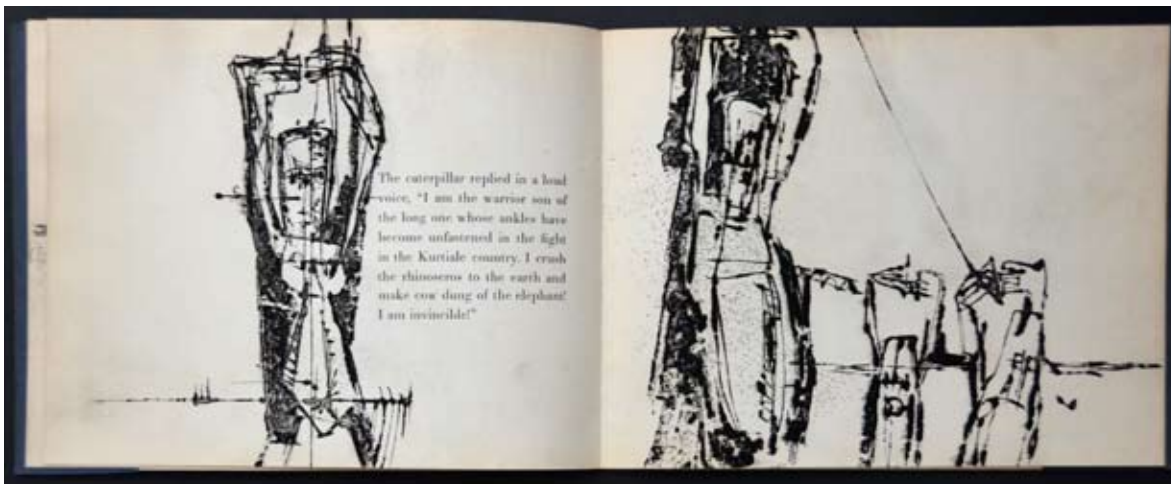 The caterpillar replied in a loud
voice, "I am the warrior son of
the long one whose ankles have
become unfastened in the fight
in the Kurtiale country. I crush
the rhinoseros to the earth and
make cow dung of the elephant!
I am invincible!"